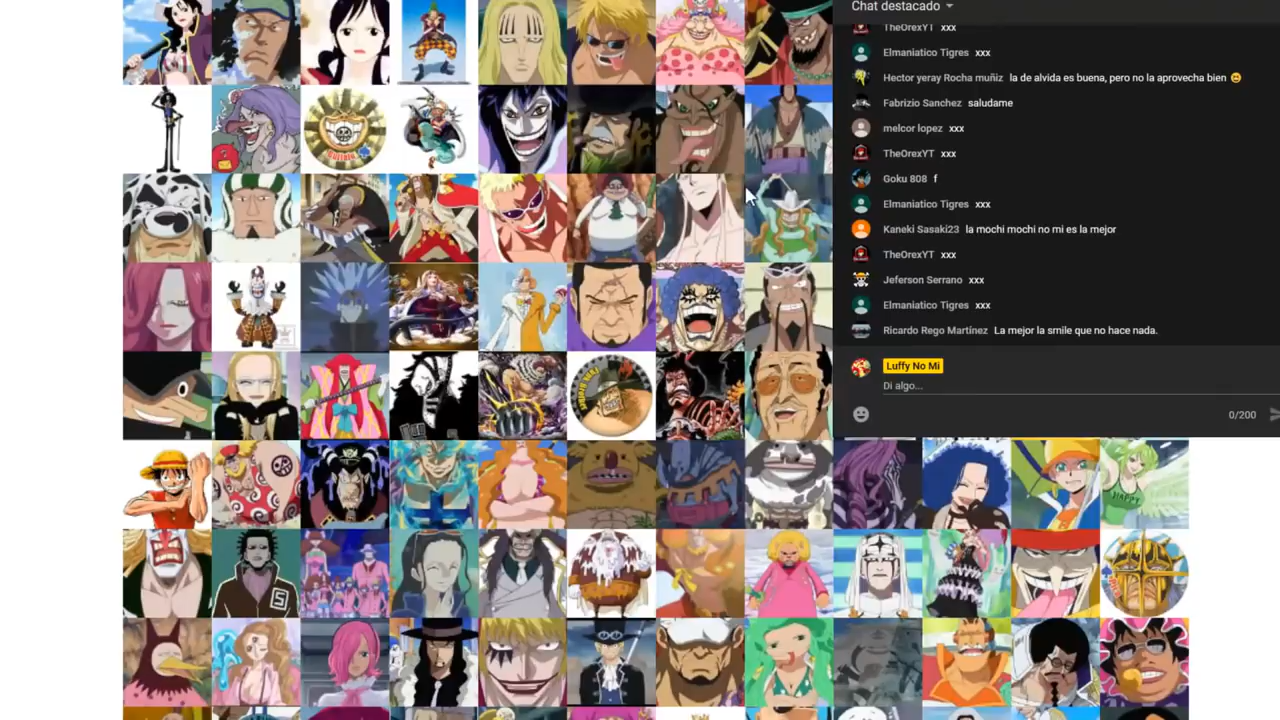 Chat destacado
TheOrexYT xxx
Elmaniatico Tigres xxx
Hector yeray Rocha muñiz la de alvida es buena, pero no la aprovecha bien
Fabrizio Sanchez saludame
melcor lopez xxx
TheOrexYT xxx
Goku 808 f
Elmaniatico Tigres xxx
Kaneki Sasaki23 la mochi mochi no mi es la mejor
TheOrexYT xxx
Jeferson Serrano xxx
Elmaniatico Tigres xxx
Ricardo Rego Martínez La mejor la smile que no hace nada.
Luffy No Mi
Di algo...
0/200
HAPPY